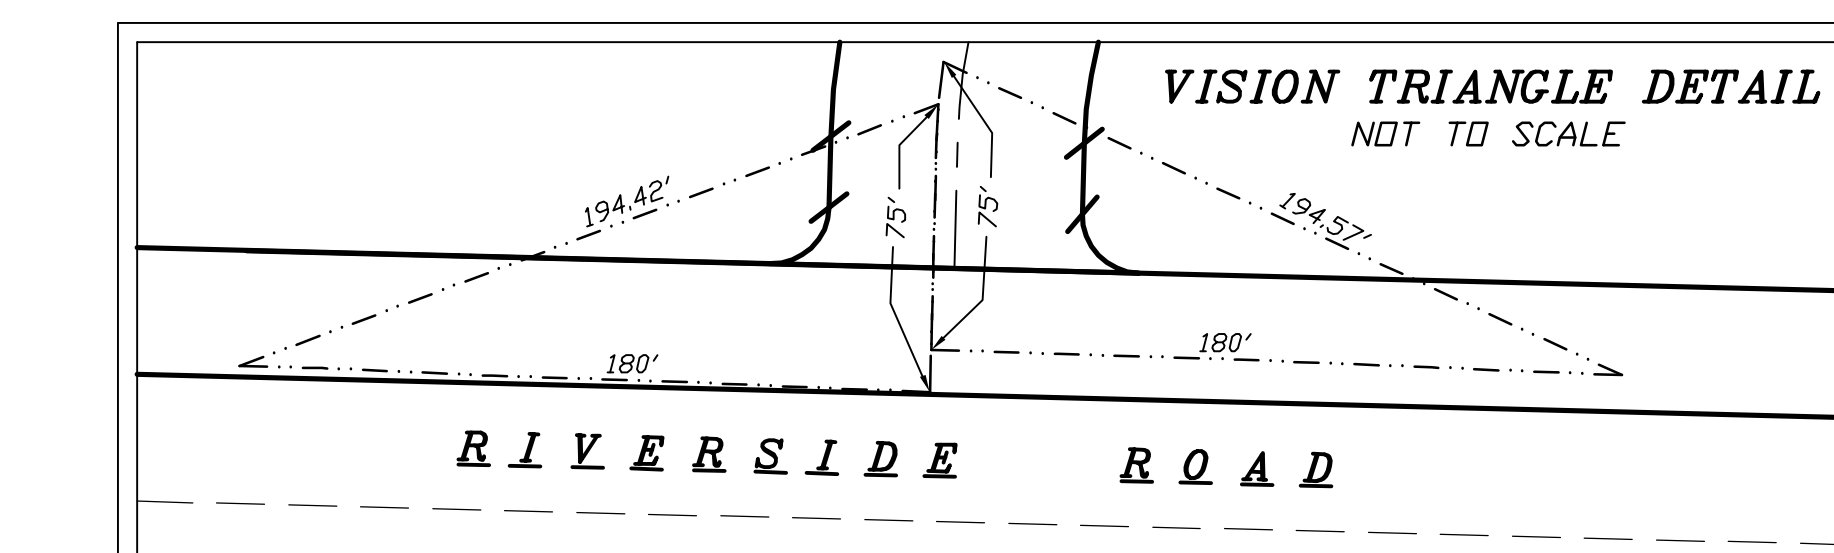 VISION TRIANGLE DETAIL
NOT TO SCALE
194.42'
75'
75'
194.57'
180'
180'
RIVERSIDE ROAD